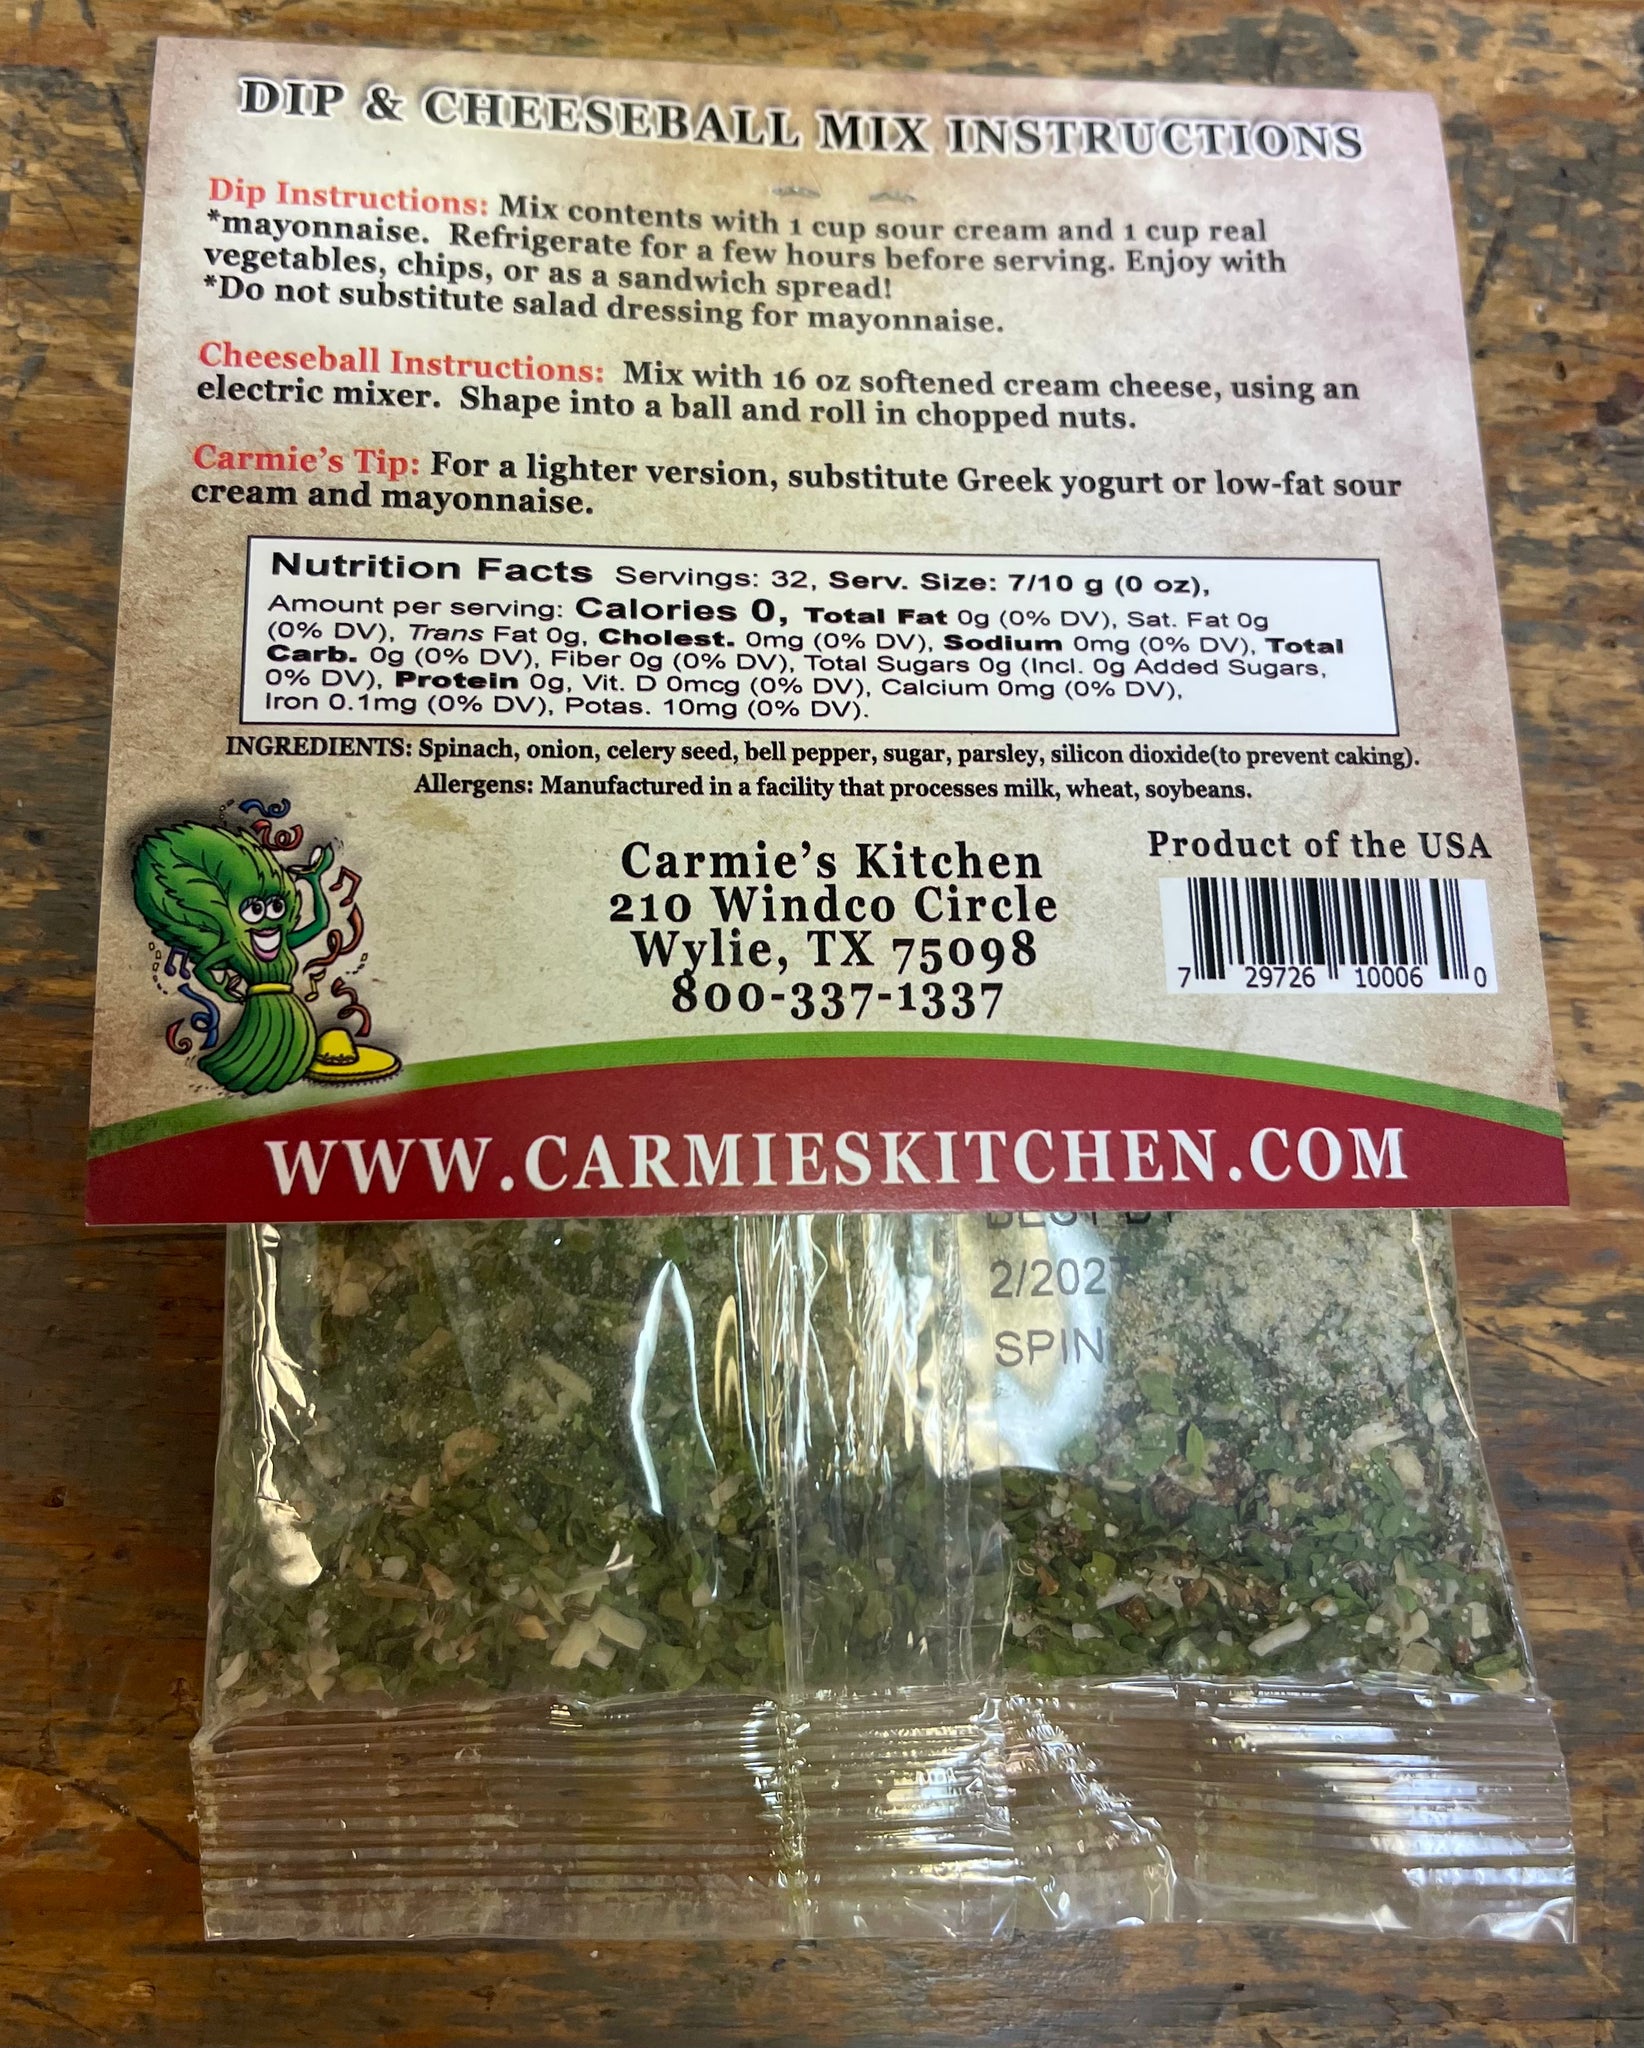 DIP & CHEESEBALL MIX INSTRUCTIONS
Dip Instructions: Mix contents with 1 cup sour cream and 1 cup real
*mayonnaise. Refrigerate for a few hours before serving. Enjoy with
vegetables, chips, or as a sandwich spread!
*Do not substitute salad dressing for mayonnaise.
Cheeseball Instructions: Mix with 16 oz softened cream cheese, using an
electric mixer. Shape into a ball and roll in chopped nuts.
Carmie's Tip: For a lighter version, substitute Greek yogurt or low-fat sour
cream and mayonnaise.
Nutrition Facts Servings: 32, Serv. Size: 7/10 g (0 oz),
Amount per serving: Calories 0, Total Fat 0g (0% DV), Sat. Fat 0g
(0% DV), Trans Fat 0g, Cholest. 0mg (0% DV), Sodium 0mg (0% DV), Total
Carb. 0g (0% DV), Fiber 0g (0% DV), Total Sugars 0g (Incl. 0g Added Sugars,
0% DV), Protein 0g, Vit. D 0mcg (0% DV), Calcium 0mg (0% DV),
Iron 0.1mg (0% DV), Potas. 10mg (0% DV).
INGREDIENTS: Spinach, onion, celery seed, bell pepper, sugar, parsley, silicon dioxide(to prevent caking).
Allergens: Manufactured in a facility that processes milk, wheat, soybeans.
Carmie's Kitchen
210 Windco Circle
Wylie, TX 75098
800-337-1337
Product of the USA
7 29726 10006 0
WWW.CARMIESKITCHEN.COM
BEST BY
2/2027
SPIN